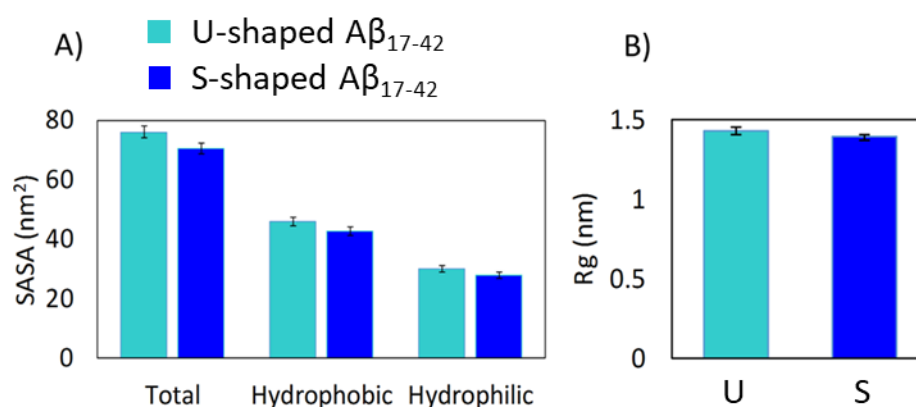 A)
U-shaped Aβ17-42
S-shaped Aβ17-42
SASA (nm²)
80
60
40
20
0
Total Hydrophobic Hydrophilic
B)
Rg (nm)
1.5
1
0.5
0
U S